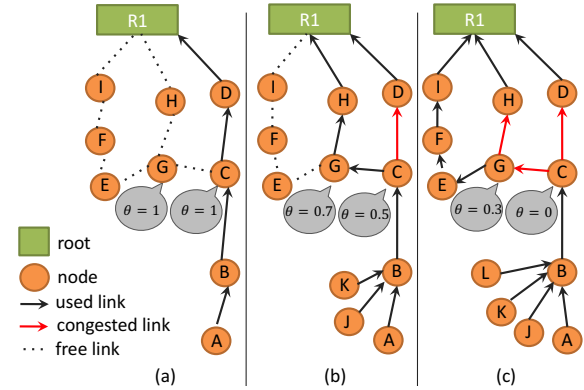 R1
I
H
D
F
E
G
C
θ = 1
θ = 1
B
A
root
node
used link
congested link
free link
(a)
R1
I
H
D
F
E
G
C
θ = 0.7
θ = 0.5
K
B
J
A
(b)
R1
I
H
D
F
E
G
C
θ = 0.3
θ = 0
L
B
K
J
A
(c)